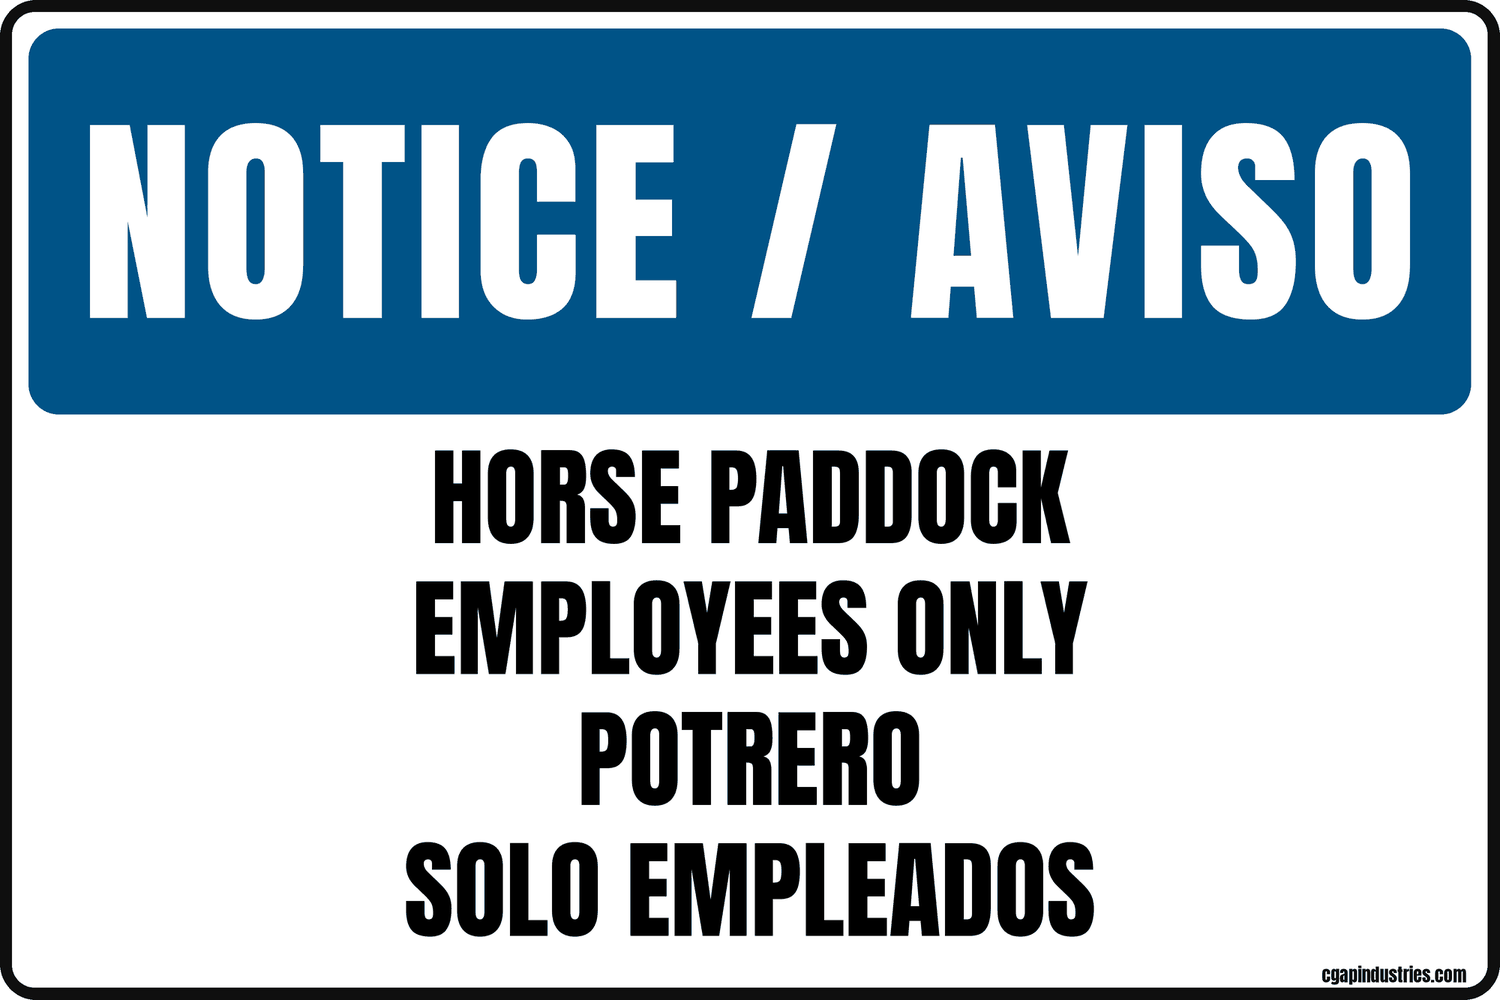 NOTICE / AVISO
HORSE PADDOCK
EMPLOYEES ONLY
POTRERO
SOLO EMPLEADOS
cgapindustries.com